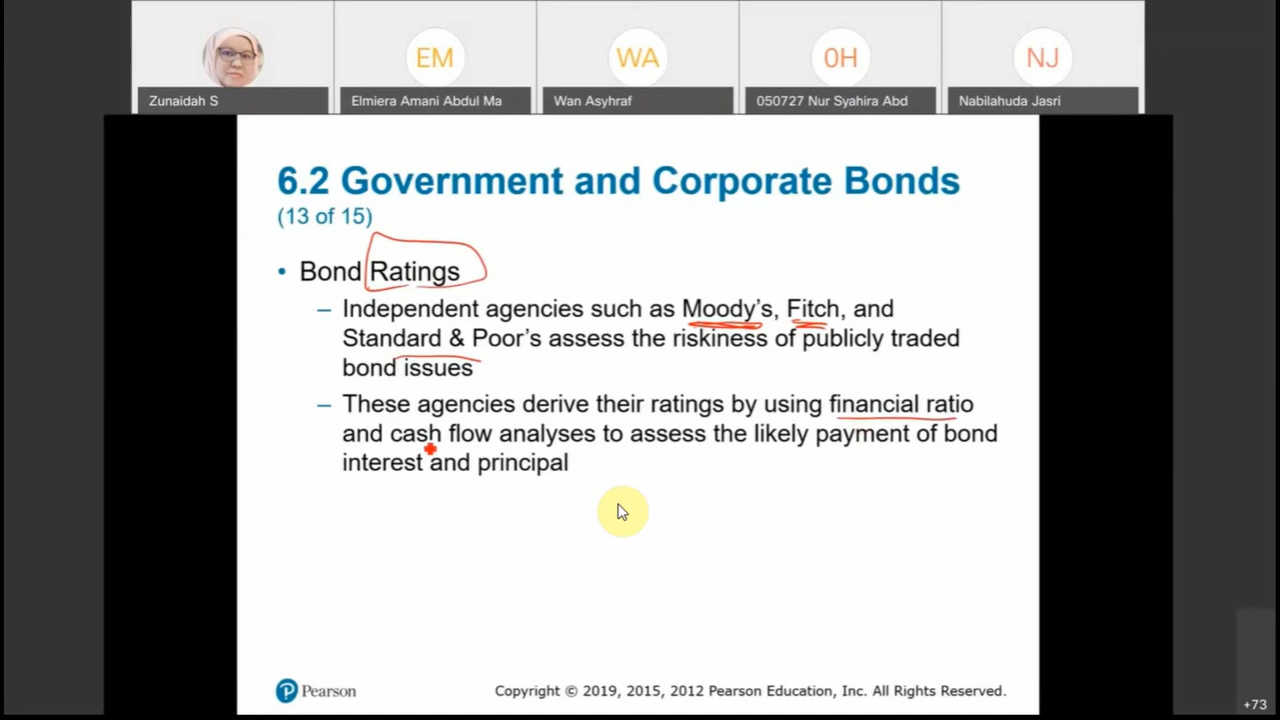 EM
WA
0H
NJ
Zunaidah S
Elmiera Amani Abdul Ma
Wan Asyhraf
050727 Nur Syahira Abd
Nabilahuda Jasri
6.2 Government and Corporate Bonds
(13 of 15)
• Bond Ratings
– Independent agencies such as Moody's, Fitch, and
Standard & Poor's assess the riskiness of publicly traded
bond issues
– These agencies derive their ratings by using financial ratio
and cash flow analyses to assess the likely payment of bond
interest and principal
P Pearson
Copyright © 2019, 2015, 2012 Pearson Education, Inc. All Rights Reserved.
+73